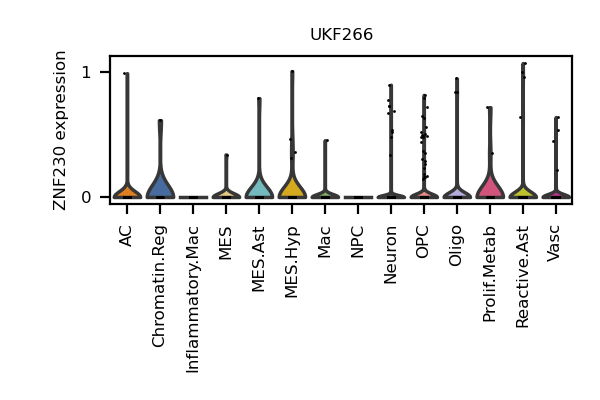 UKF266
ZNF230 expression
1
0
AC
Chromatin.Reg
Inflammatory.Mac
MES
MES.Ast
MES.Hyp
Mac
NPC
Neuron
OPC
Oligo
Prolif.Metab
Reactive.Ast
Vasc